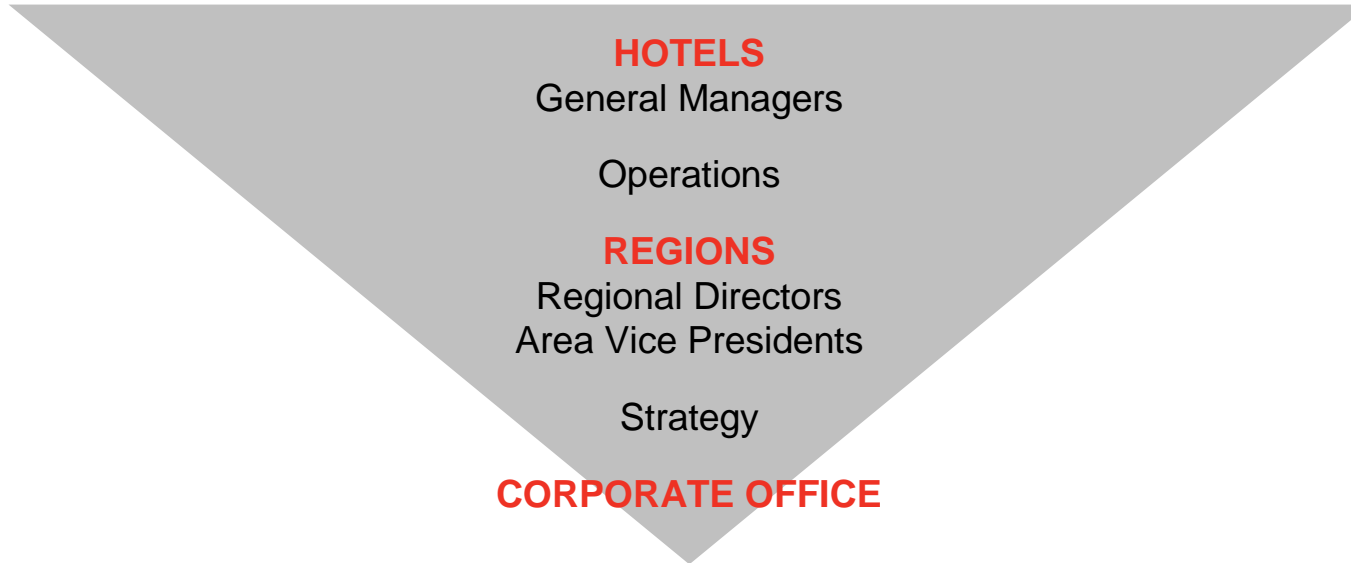 HOTELS
General Managers
Operations
REGIONS
Regional Directors
Area Vice Presidents
Strategy
CORPORATE OFFICE